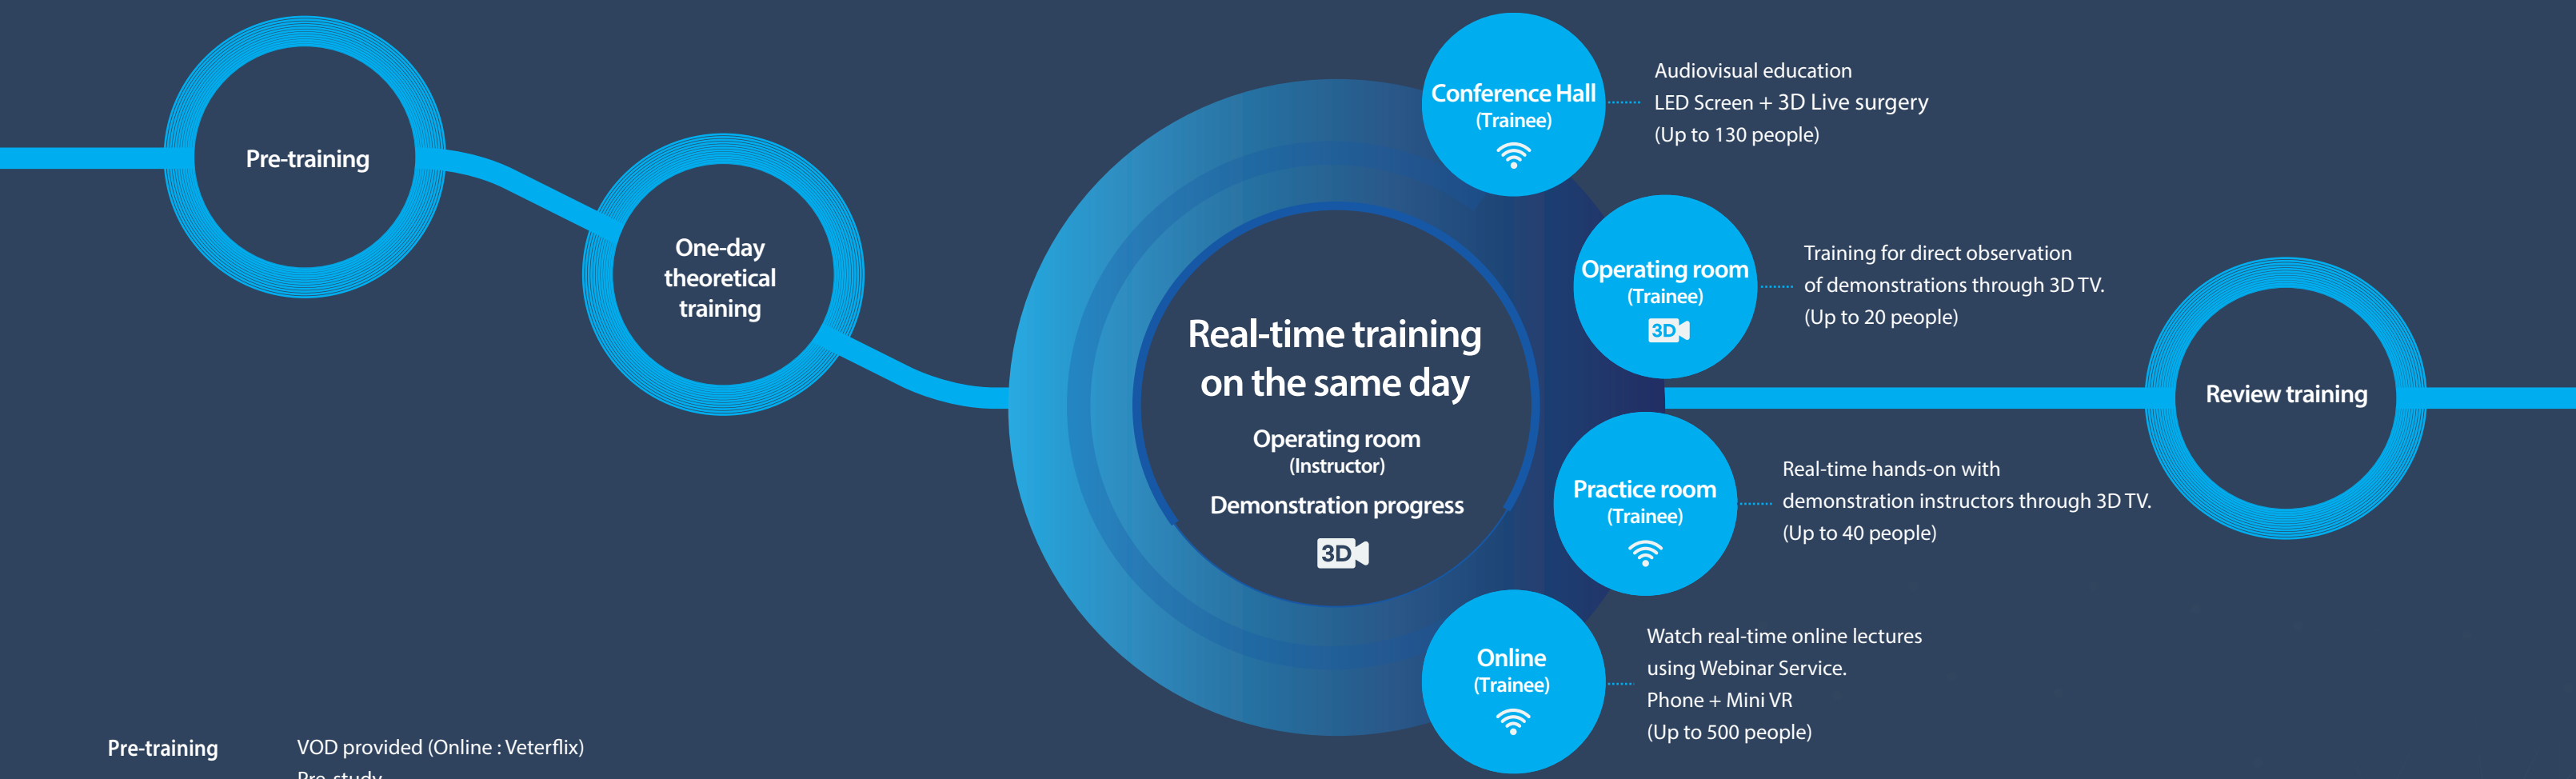 Pre-training
One-day
theoretical
training
Real-time training
on the same day
Operating room
(Instructor)
Demonstration progress
3D
Conference Hall
(Trainee)
Audiovisual education
LED Screen + 3D Live surgery
(Up to 130 people)
Operating room
(Trainee)
3D
Training for direct observation
of demonstrations through 3D TV.
(Up to 20 people)
Practice room
(Trainee)
Real-time hands-on with
demonstration instructors through 3D TV.
(Up to 40 people)
Online
(Trainee)
Watch real-time online lectures
using Webinar Service.
Phone + Mini VR
(Up to 500 people)
Review training
Pre-training
VOD provided (Online : Veterflix)
Pre-study